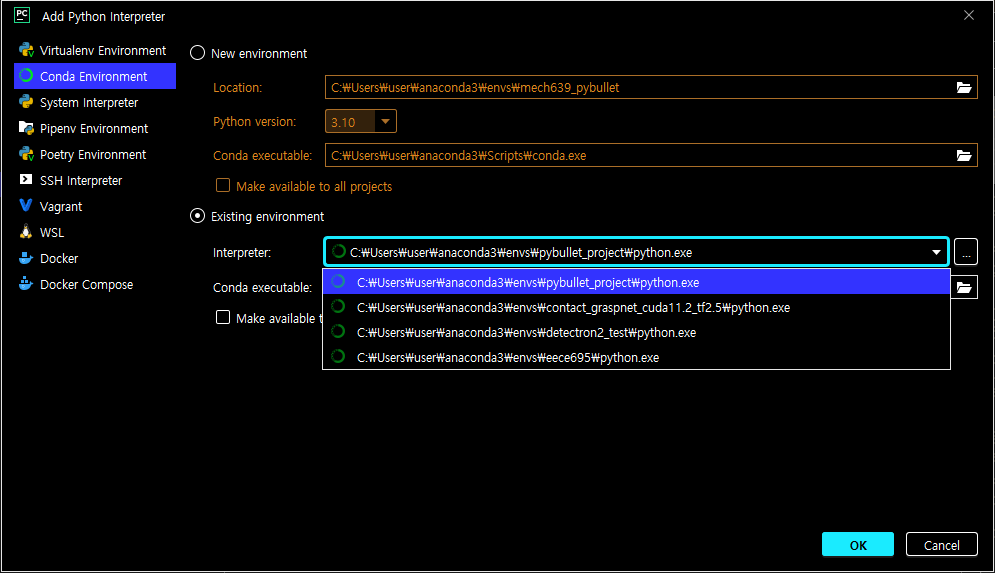 PC Add Python Interpreter
Virtualenv Environment
Conda Environment
System Interpreter
Pipenv Environment
Poetry Environment
SSH Interpreter
Vagrant
WSL
Docker
Docker Compose
New environment
Location: C:₩Users₩user₩anaconda3₩envs₩mech639_pybullet
Python version: 3.10
Conda executable: C:₩Users₩user₩anaconda3₩Scripts₩conda.exe
Make available to all projects
Existing environment
Interpreter: C:₩Users₩user₩anaconda3₩envs₩pybullet_project₩python.exe ...
C:₩Users₩user₩anaconda3₩envs₩pybullet_project₩python.exe
Conda executable:
C:₩Users₩user₩anaconda3₩envs₩contact_graspnet_cuda11.2_tf2.5₩python.exe
Make available t
C:₩Users₩user₩anaconda3₩envs₩detectron2_test₩python.exe
C:₩Users₩user₩anaconda3₩envs₩eece695₩python.exe
OK Cancel